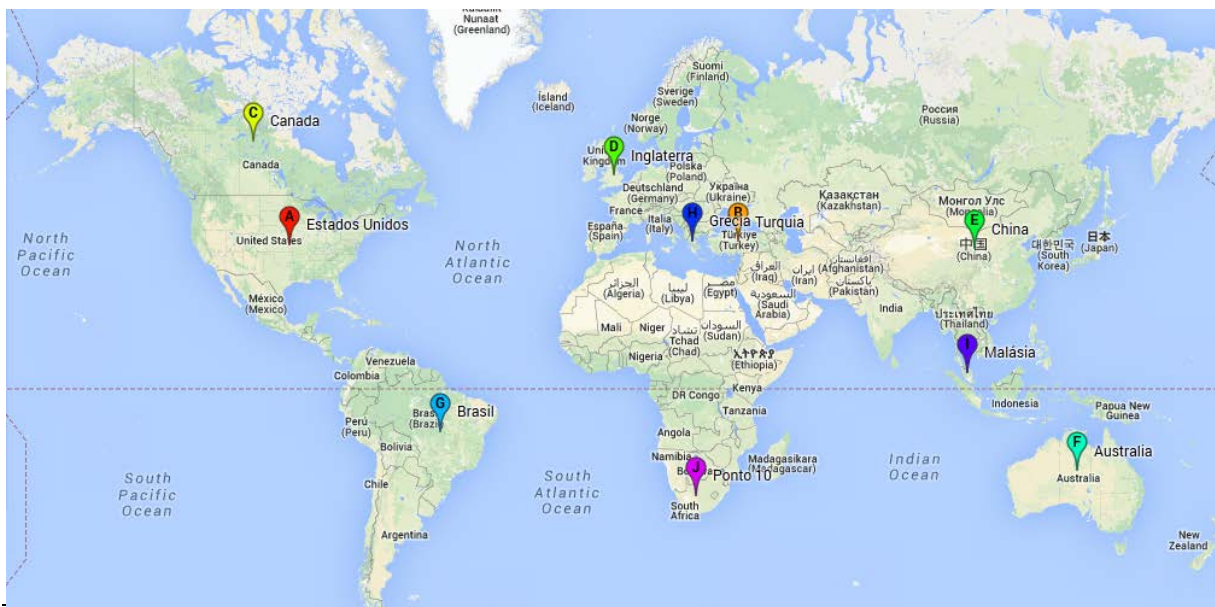 Nunaat
(Greenland)
Suomi
(Finland)
Ísland
(Iceland)
Sverige
(Sweden)
Norge
(Norway)
Россия
(Russia)
C
Canada
Canada
D
Inglaterra
Polska
(Poland)
Deutschland
(Germany)
Україна
(Ukraine)
Қазақстан
(Kazakhstan)
Монгол Улс
(Mongolia)
France
Italia
(Italy)
España
(Spain)
A
Estados Unidos
United States
H
Grecia
B
Turquia
Türkiye
(Turkey)
E
China
中国
(China)
대한민국
(South
Korea)
日本
(Japan)
North
Pacific
Ocean
North
Atlantic
Ocean
العراق
(Iraq)
ایران
(Iran)
افغانستان
(Afghanistan)
پاکستان
(Pakistan)
الجزائر
(Algeria)
ليبيا
(Libya)
مصر
(Egypt)
السعودية
(Saudi
Arabia)
México
(Mexico)
India
ประเทศไทย
(Thailand)
Mali
Niger
تشاد
Tchad
(Chad)
السودان
(Sudan)
Nigeria
ኢትዮጵያ
(Ethiopia)
I
Malásia
Venezuela
Colombia
Kenya
DR Congo
Tanzania
Indonesia
Papua New
Guinea
G
Brasil
(Brazil)
Brasil
Perú
(Peru)
Bolivia
Angola
Namibia
Madagasikara
(Madagascar)
J
Ponto 10
South
Africa
F
Australia
Australia
Chile
Argentina
South
Pacific
Ocean
South
Atlantic
Ocean
Indian
Ocean
New
Zealand